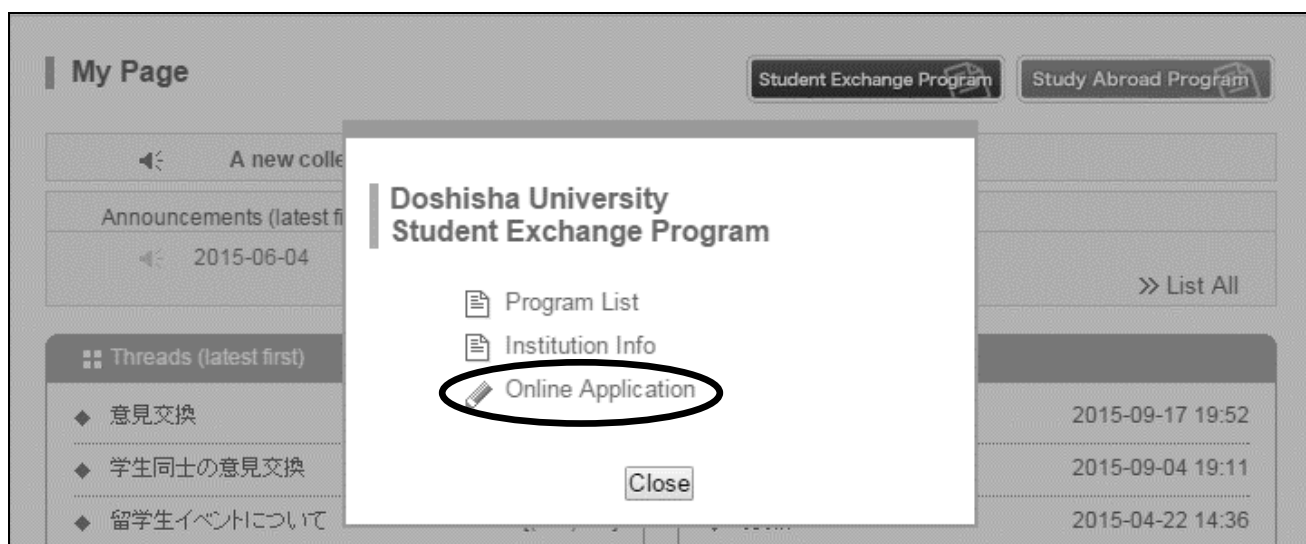 My Page
Student Exchange Program
Study Abroad Program
A new colle
Announcements (latest fi
2015-06-04
>> List All
Threads (latest first)
意見交換
2015-09-17 19:52
学生同士の意見交換
2015-09-04 19:11
留学生イベントについて
2015-04-22 14:36
Doshisha University
Student Exchange Program
Program List
Institution Info
Online Application
Close